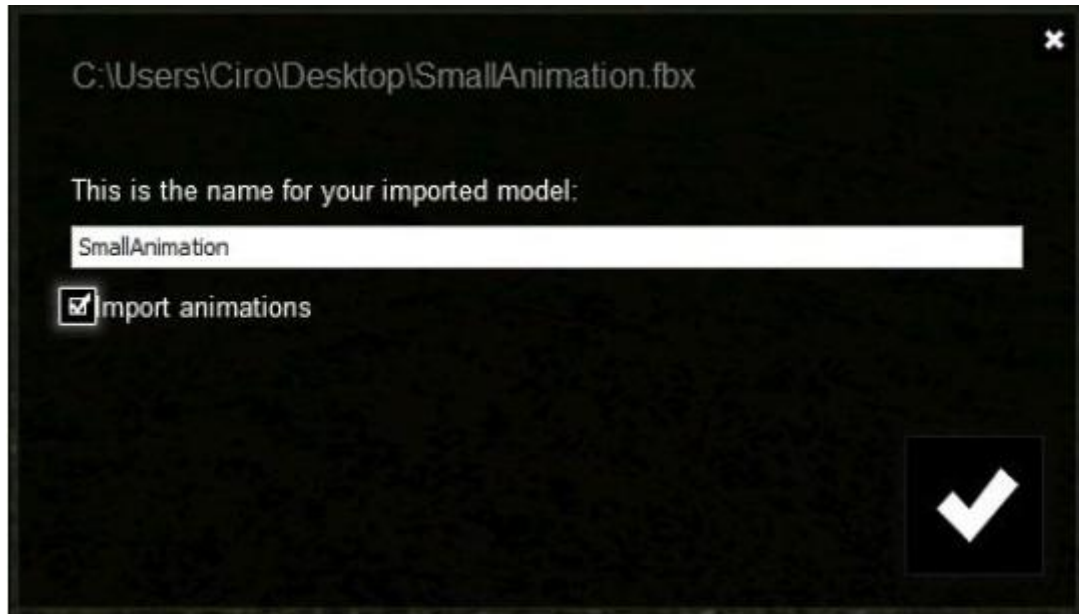 C:\Users\Ciro\Desktop\SmallAnimation.fbx
This is the name for your imported model:
SmallAnimation
Import animations